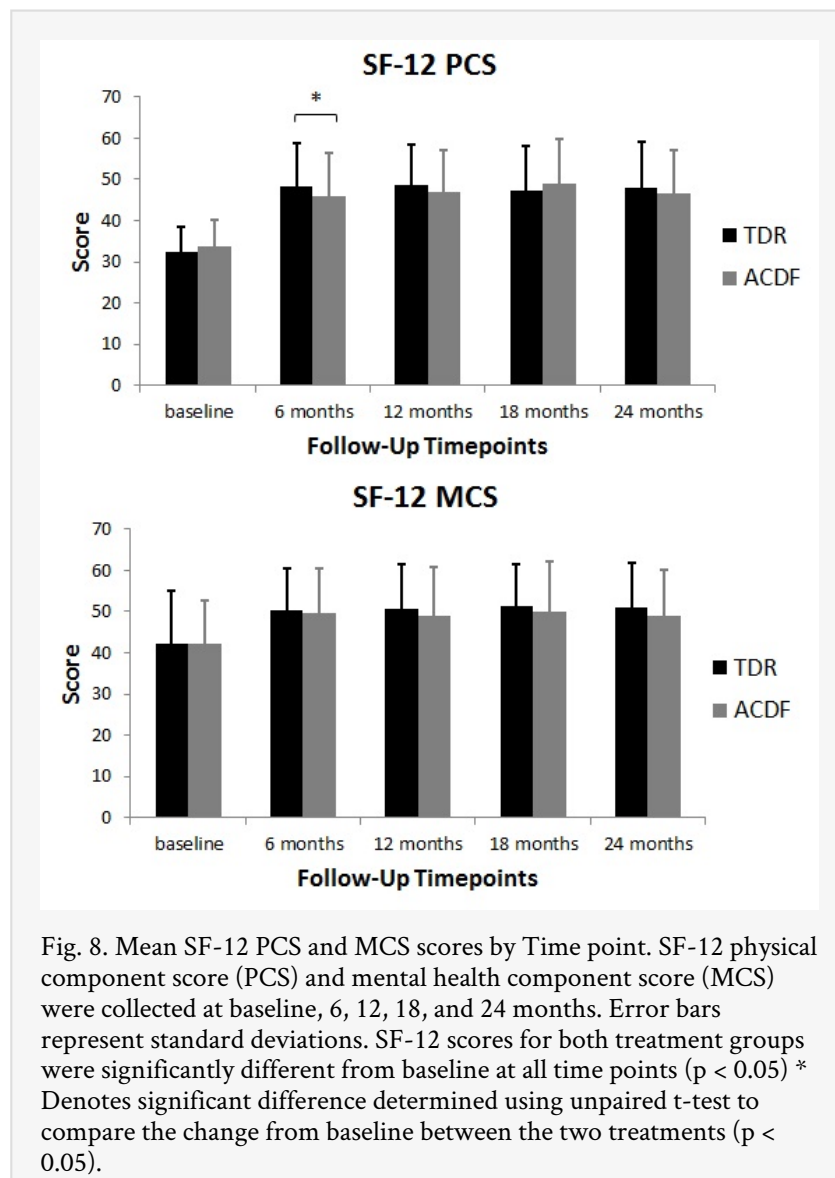 SF-12 PCS
70
60
50
40
30
20
10
0
Score
*
TDR
ACDF
baseline 6 months 12 months 18 months 24 months
Follow-Up Timepoints
SF-12 MCS
70
60
50
40
30
20
10
0
Score
TDR
ACDF
baseline 6 months 12 months 18 months 24 months
Follow-Up Timepoints
Fig. 8. Mean SF-12 PCS and MCS scores by Time point. SF-12 physical
component score (PCS) and mental health component score (MCS)
were collected at baseline, 6, 12, 18, and 24 months. Error bars
represent standard deviations. SF-12 scores for both treatment groups
were significantly different from baseline at all time points (p < 0.05) *
Denotes significant difference determined using unpaired t-test to
compare the change from baseline between the two treatments (p <
0.05).